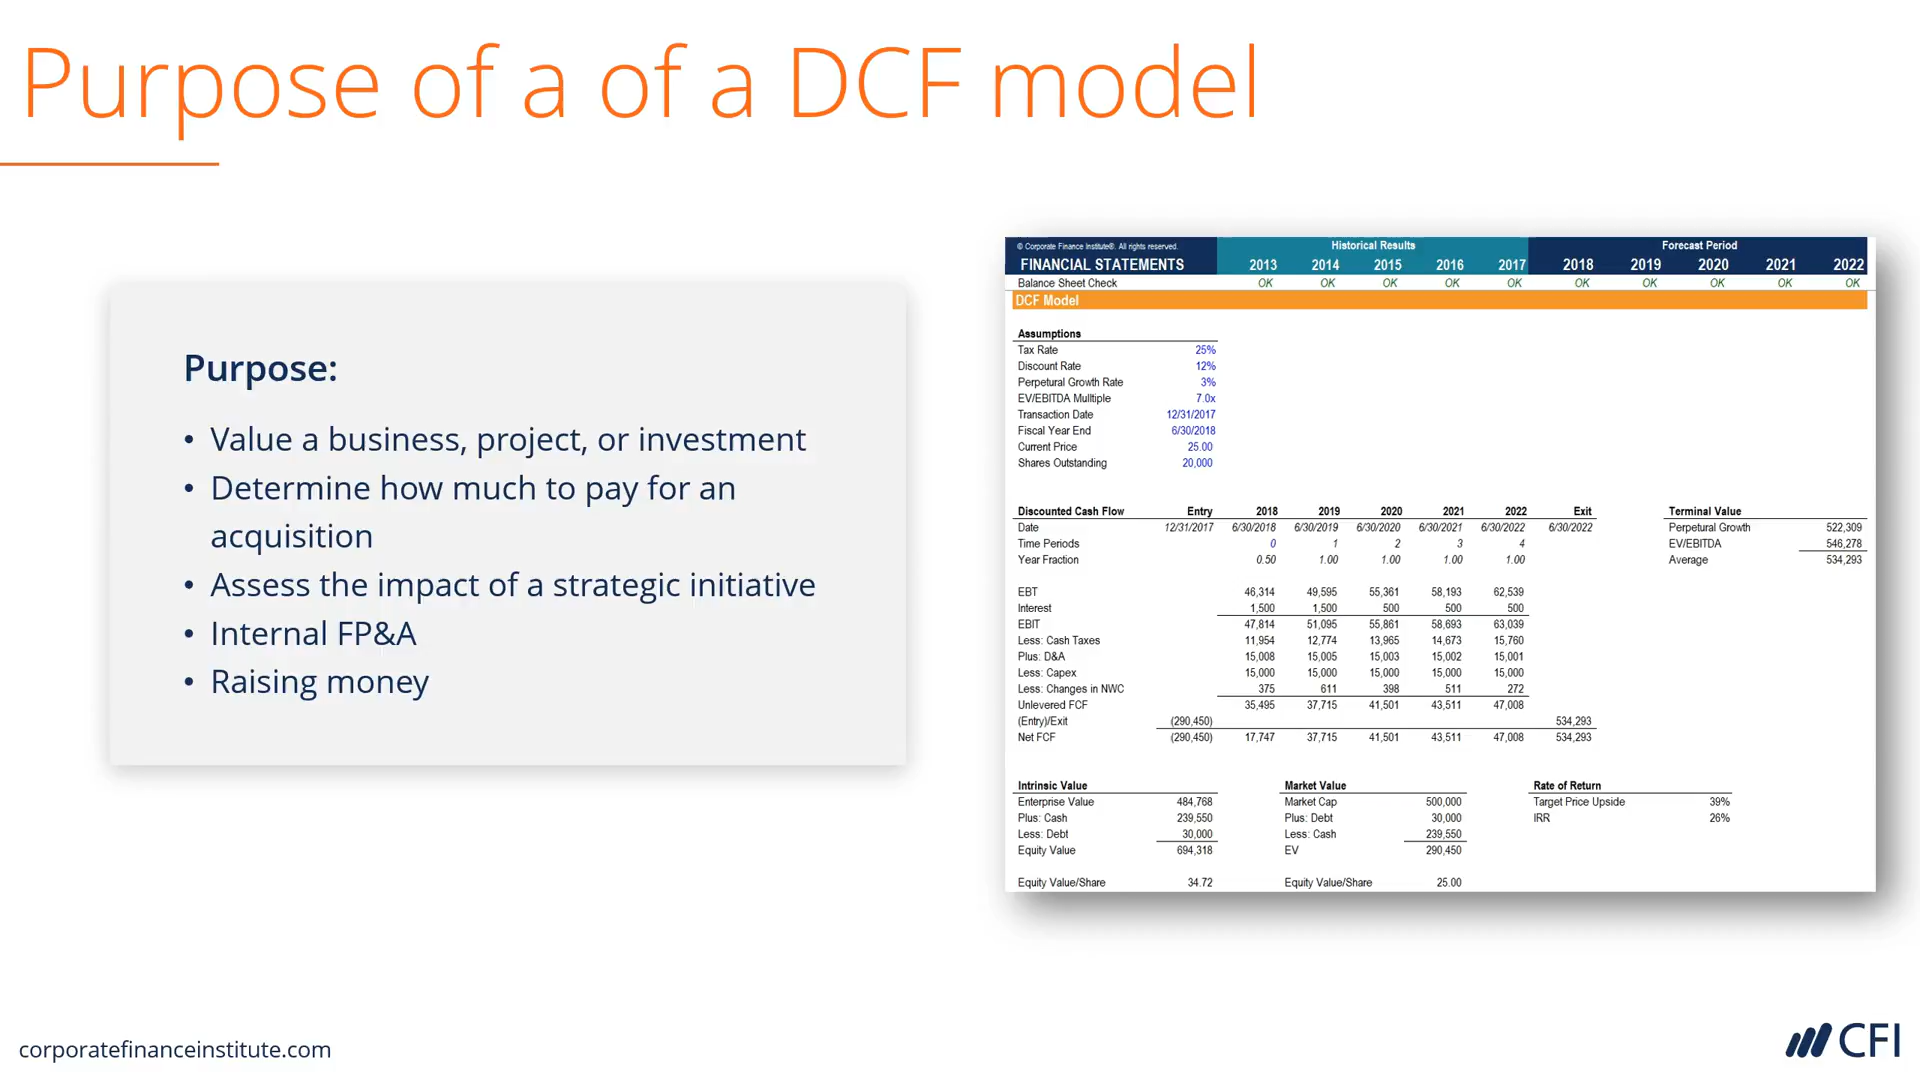 Purpose of a of a DCF model
Purpose:
• Value a business, project, or investment
• Determine how much to pay for an
acquisition
• Assess the impact of a strategic initiative
• Internal FP&A
• Raising money
© Corporate Finance Institute®. All rights reserved. Historical Results Forecast Period
FINANCIAL STATEMENTS 2013 2014 2015 2016 2017 2018 2019 2020 2021 2022
Balance Sheet Check OK OK OK OK OK OK OK OK OK OK
DCF Model
Assumptions
Tax Rate 25%
Discount Rate 12%
Perpetural Growth Rate 3%
EV/EBITDA Mulltiple 7.0x
Transaction Date 12/31/2017
Fiscal Year End 6/30/2018
Current Price 25.00
Shares Outstanding 20,000
Discounted Cash Flow Entry 2018 2019 2020 2021 2022 Exit Terminal Value
Date 12/31/2017 6/30/2018 6/30/2019 6/30/2020 6/30/2021 6/30/2022 6/30/2022 Perpetural Growth 522,309
Time Periods 0 1 2 3 4 EV/EBITDA 546,278
Year Fraction 0.50 1.00 1.00 1.00 1.00 Average 534,293
EBT 46,314 49,595 55,361 58,193 62,539
Interest 1,500 1,500 500 500 500
EBIT 47,814 51,095 55,861 58,693 63,039
Less: Cash Taxes 11,954 12,774 13,965 14,673 15,760
Plus: D&A 15,008 15,005 15,003 15,002 15,001
Less: Capex 15,000 15,000 15,000 15,000 15,000
Less: Changes in NWC 375 611 398 511 272
Unlevered FCF 35,495 37,715 41,501 43,511 47,008
(Entry)/Exit (290,450) 534,293
Net FCF (290,450) 17,747 37,715 41,501 43,511 47,008 534,293
Intrinsic Value Market Value Rate of Return
Enterprise Value 484,768 Market Cap 500,000 Target Price Upside 39%
Plus: Cash 239,550 Plus: Debt 30,000 IRR 26%
Less: Debt 30,000 Less: Cash 239,550
Equity Value 694,318 EV 290,450
Equity Value/Share 34.72 Equity Value/Share 25.00
corporatefinanceinstitute.com
CFI